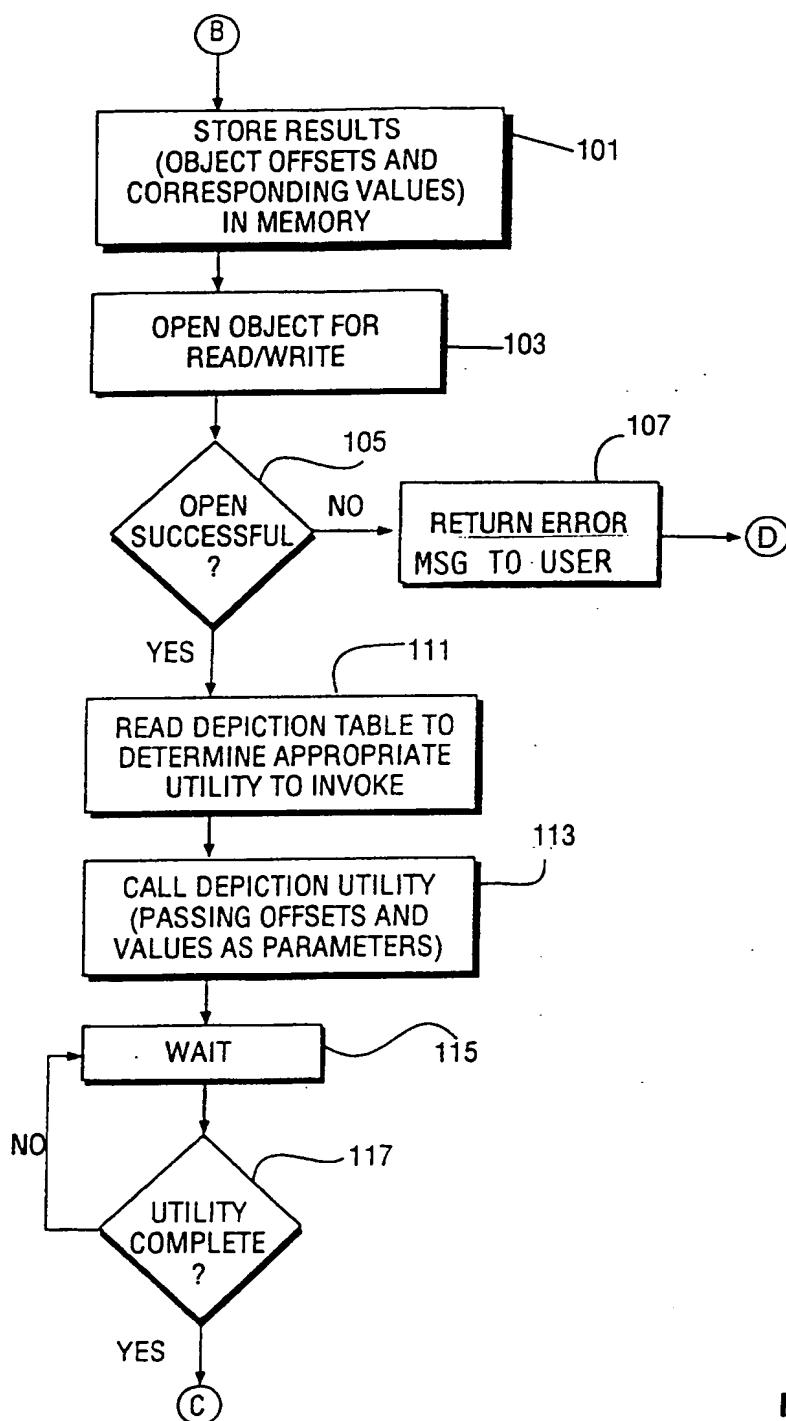 B
STORE RESULTS
(OBJECT OFFSETS AND
CORRESPONDING VALUES)
IN MEMORY
101
OPEN OBJECT FOR
READ/WRITE
103
105
OPEN
SUCCESSFUL
?
NO
107
RETURN ERROR
MSG TO USER
D
YES
111
READ DEPICTION TABLE TO
DETERMINE APPROPRIATE
UTILITY TO INVOKE
113
CALL DEPICTION UTILITY
(PASSING OFFSETS AND
VALUES AS PARAMETERS)
WAIT
115
NO
117
UTILITY
COMPLETE
?
YES
C